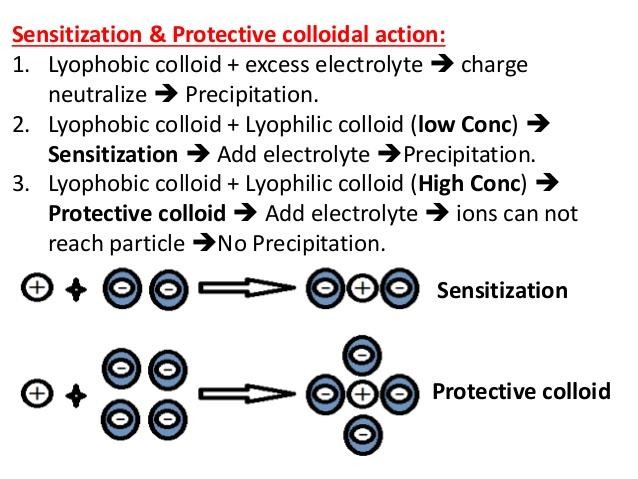 Sensitization & Protective colloidal action:
1. Lyophobic colloid + excess electrolyte ➔ charge
neutralize ➔ Precipitation.
2. Lyophobic colloid + Lyophilic colloid (low Conc) ➔
Sensitization ➔ Add electrolyte ➔Precipitation.
3. Lyophobic colloid + Lyophilic colloid (High Conc) ➔
Protective colloid ➔ Add electrolyte ➔ ions can not
reach particle ➔No Precipitation.
+ + - - - + - Sensitization
-
+ + - - - - - + - Protective colloid
-